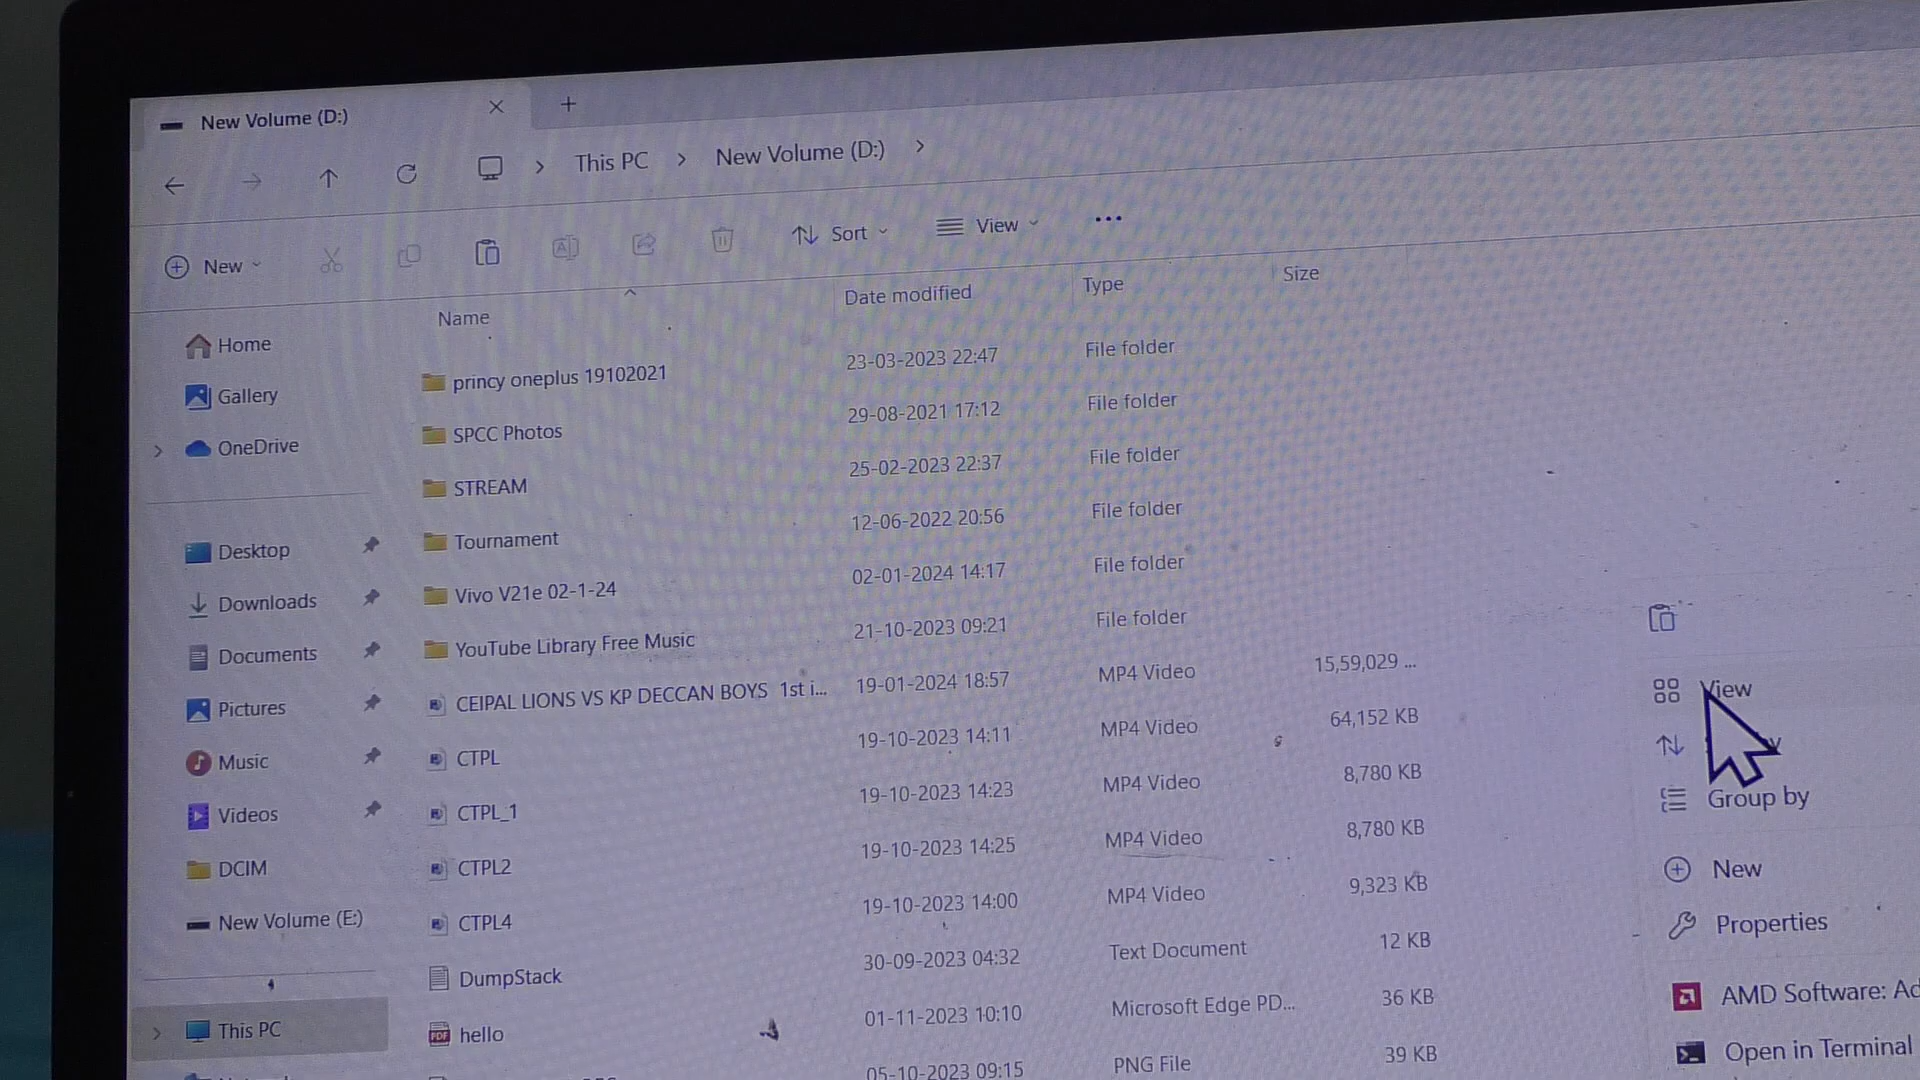 New Volume (D:)
This PC > New Volume (D:) >
New
Sort
View
Name
Date modified
Type
Size
Home
Gallery
OneDrive
Desktop
Downloads
Documents
Pictures
Music
Videos
DCIM
New Volume (E:)
This PC
princy oneplus 19102021 23-03-2023 22:47 File folder
SPCC Photos 29-08-2021 17:12 File folder
STREAM 25-02-2023 22:37 File folder
Tournament 12-06-2022 20:56 File folder
Vivo V21e 02-1-24 02-01-2024 14:17 File folder
YouTube Library Free Music 21-10-2023 09:21 File folder
CEIPAL LIONS VS KP DECCAN BOYS 1st i... 19-01-2024 18:57 MP4 Video 15,59,029 ...
CTPL 19-10-2023 14:11 MP4 Video 64,152 KB
CTPL_1 19-10-2023 14:23 MP4 Video 8,780 KB
CTPL2 19-10-2023 14:25 MP4 Video 8,780 KB
CTPL4 19-10-2023 14:00 MP4 Video 9,323 KB
DumpStack 30-09-2023 04:32 Text Document 12 KB
hello 01-11-2023 10:10 Microsoft Edge PD... 36 KB
05-10-2023 09:15 PNG File 39 KB
View
Group by
New
Properties
AMD Software:
Open in Terminal